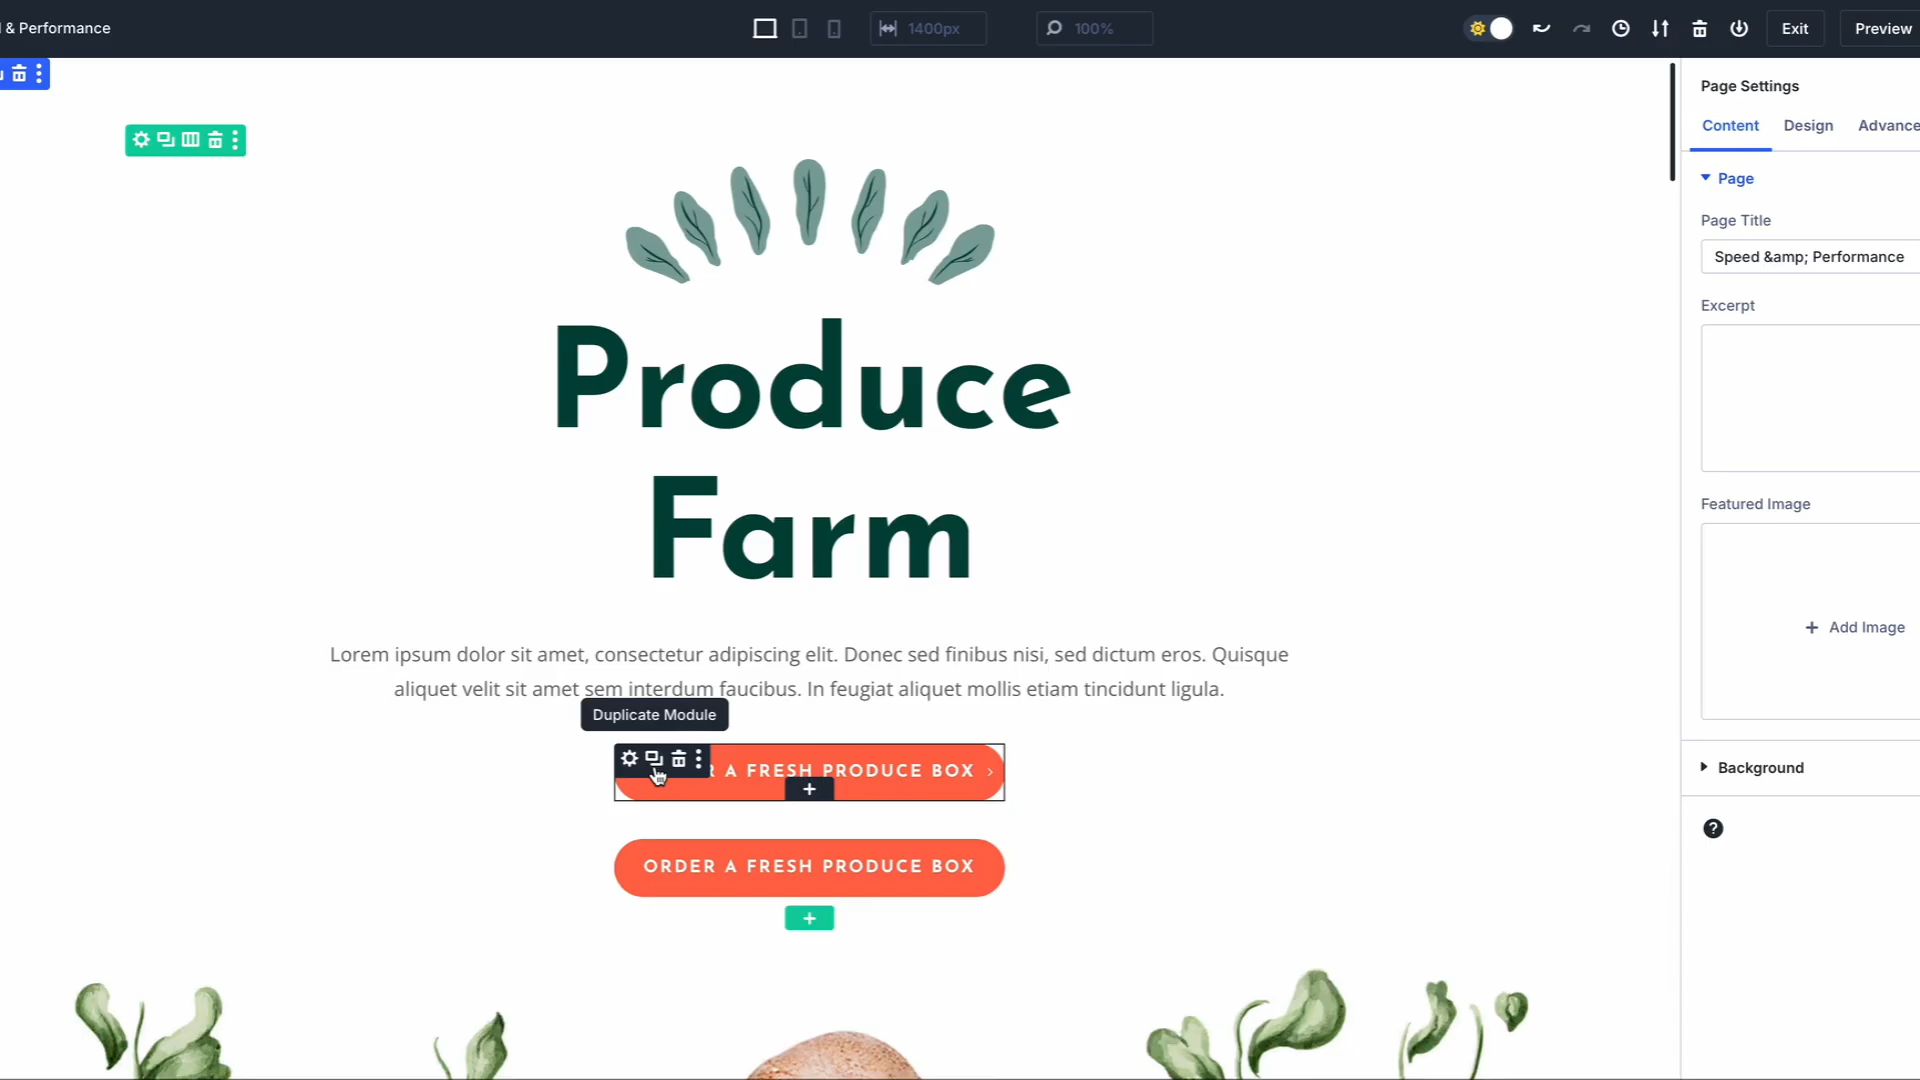 & Performance
1400px
100%
Exit
Preview
Page Settings
Content
Design
Advance
Page
Page Title
Speed &amp; Performance
Excerpt
Featured Image
Add Image
Background
Produce
Farm
Lorem ipsum dolor sit amet, consectetur adipiscing elit. Donec sed finibus nisi, sed dictum eros. Quisque
aliquet velit sit amet sem interdum faucibus. In feugiat aliquet mollis etiam tincidunt ligula.
Duplicate Module
R A FRESH PRODUCE BOX
ORDER A FRESH PRODUCE BOX